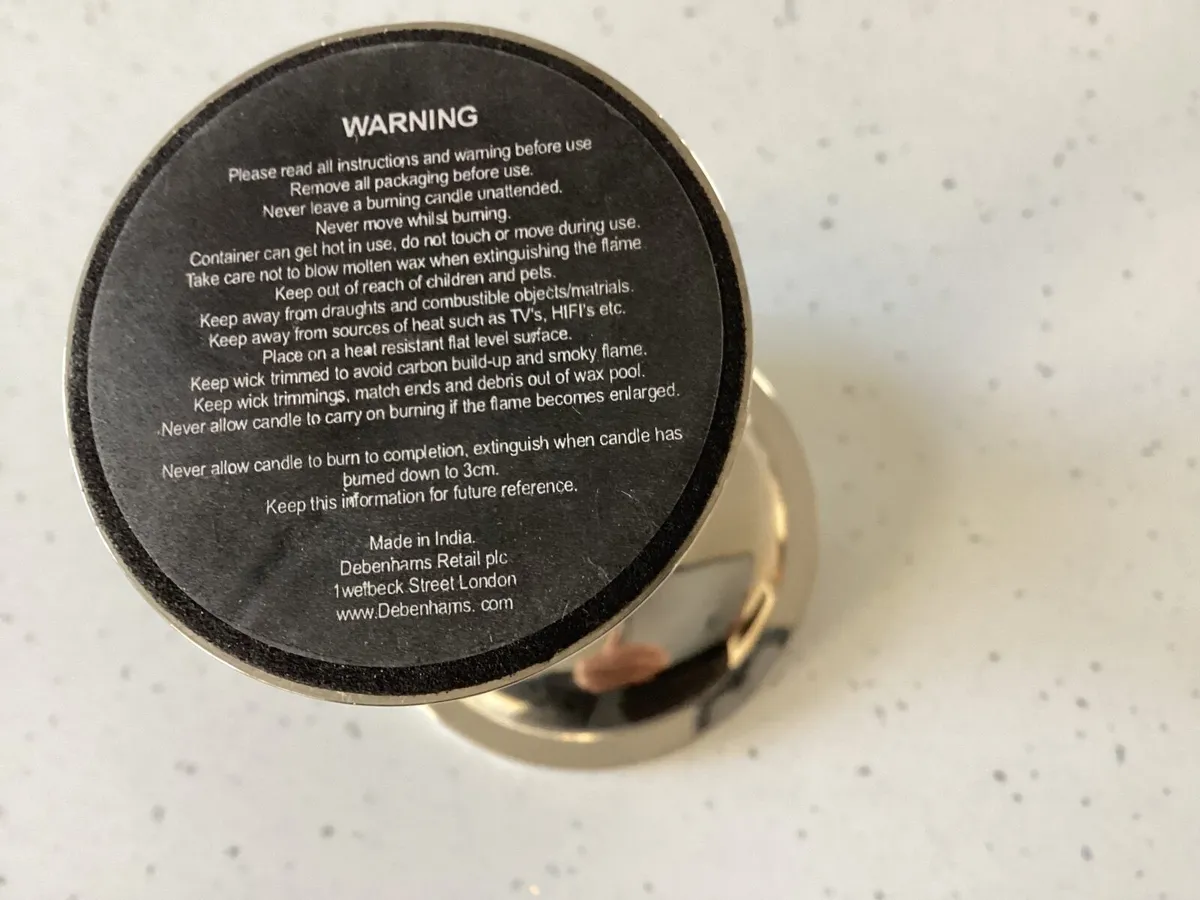 WARNING
Please read all instructions and warning before use
Remove all packaging before use.
Never leave a burning candle unattended.
Never move whilst burning.
Container can get hot in use, do not touch or move during use.
Take care not to blow molten wax when extinguishing the flame
Keep out of reach of children and pets.
Keep away from draughts and combustible objects/matrials.
Keep away from sources of heat such as TV's, HIFI's etc.
Place on a heat resistant flat level surface.
Keep wick trimmed to avoid carbon build-up and smoky flame.
Keep wick trimmings, match ends and debris out of wax pool.
.Never allow candle to carry on burning if the flame becomes enlarged.
Never allow candle to burn to completion, extinguish when candle has
burned down to 3cm.
Keep this information for future reference.
Made in India.
Debenhams Retail plc
1welbeck Street London
www.Debenhams. com